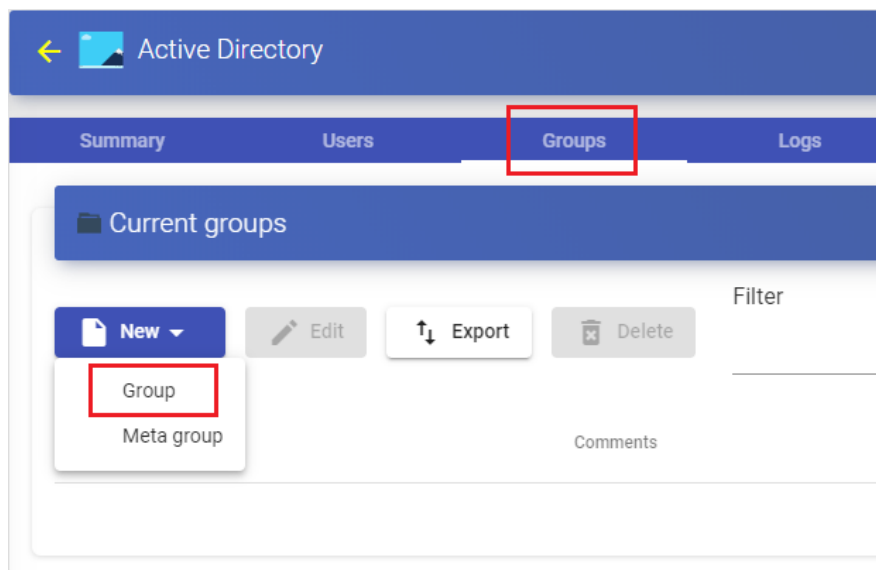 Active Directory
Summary Users Groups Logs
Current groups
Filter
New Edit Export Delete
Group
Meta group
Comments